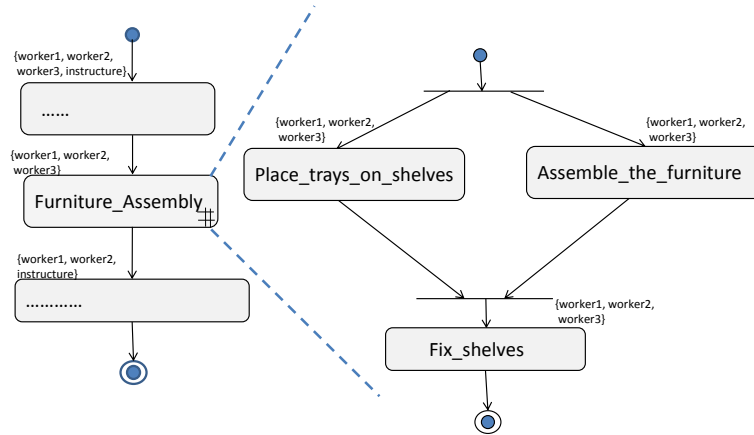 {worker1, worker2,
worker3, instructure}
......
{worker1, worker2,
worker3}
Furniture_Assembly
{worker1, worker2,
instructure}
............
{worker1, worker2,
worker3}
Place_trays_on_shelves
{worker1, worker2,
worker3}
Assemble_the_furniture
{worker1, worker2,
worker3}
Fix_shelves